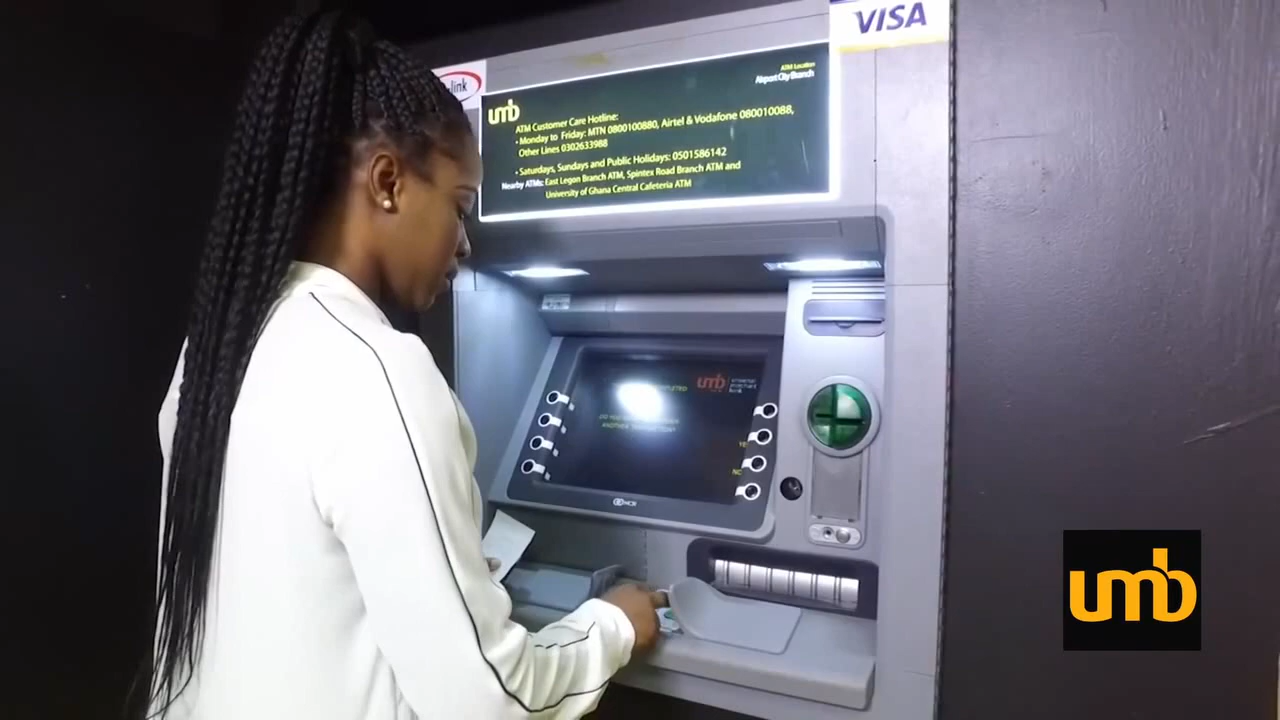 VISA
link
umb
ATM Location
Airport City Branch
ATM Customer Care Hotline:
• Monday to Friday: MTN 0800100880, Airtel & Vodafone 080010088,
Other Lines 0302633988
• Saturdays, Sundays and Public Holidays: 0501586142
Nearby ATMs: East Legon Branch ATM, Spintex Road Branch ATM and
University of Ghana Central Cafeteria ATM
umb
ANOTHER TRANSACTION?
NCR
umb